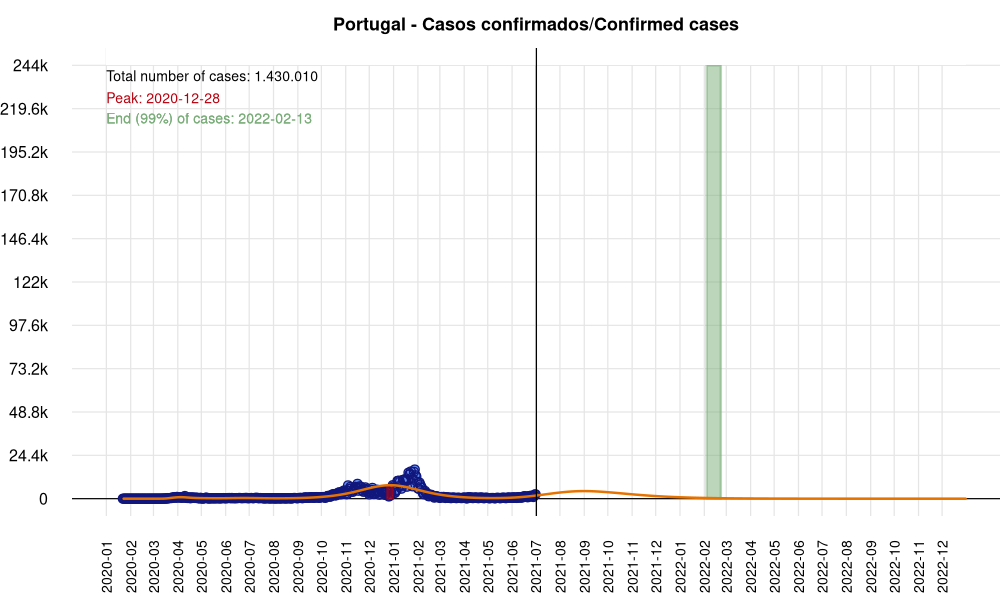 Portugal - Casos confirmados/Confirmed cases
Total number of cases: 1.430.010
Peak: 2020-12-28
End (99%) of cases: 2022-02-13
244k
219.6k
195.2k
170.8k
146.4k
122k
97.6k
73.2k
48.8k
24.4k
0
2020-01
2020-02
2020-03
2020-04
2020-05
2020-06
2020-07
2020-08
2020-09
2020-10
2020-11
2020-12
2021-01
2021-02
2021-03
2021-04
2021-05
2021-06
2021-07
2021-08
2021-09
2021-10
2021-11
2021-12
2022-01
2022-02
2022-03
2022-04
2022-05
2022-06
2022-07
2022-08
2022-09
2022-10
2022-11
2022-12